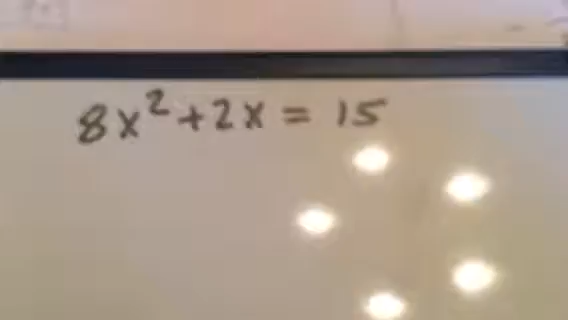 8x² + 2x = 15